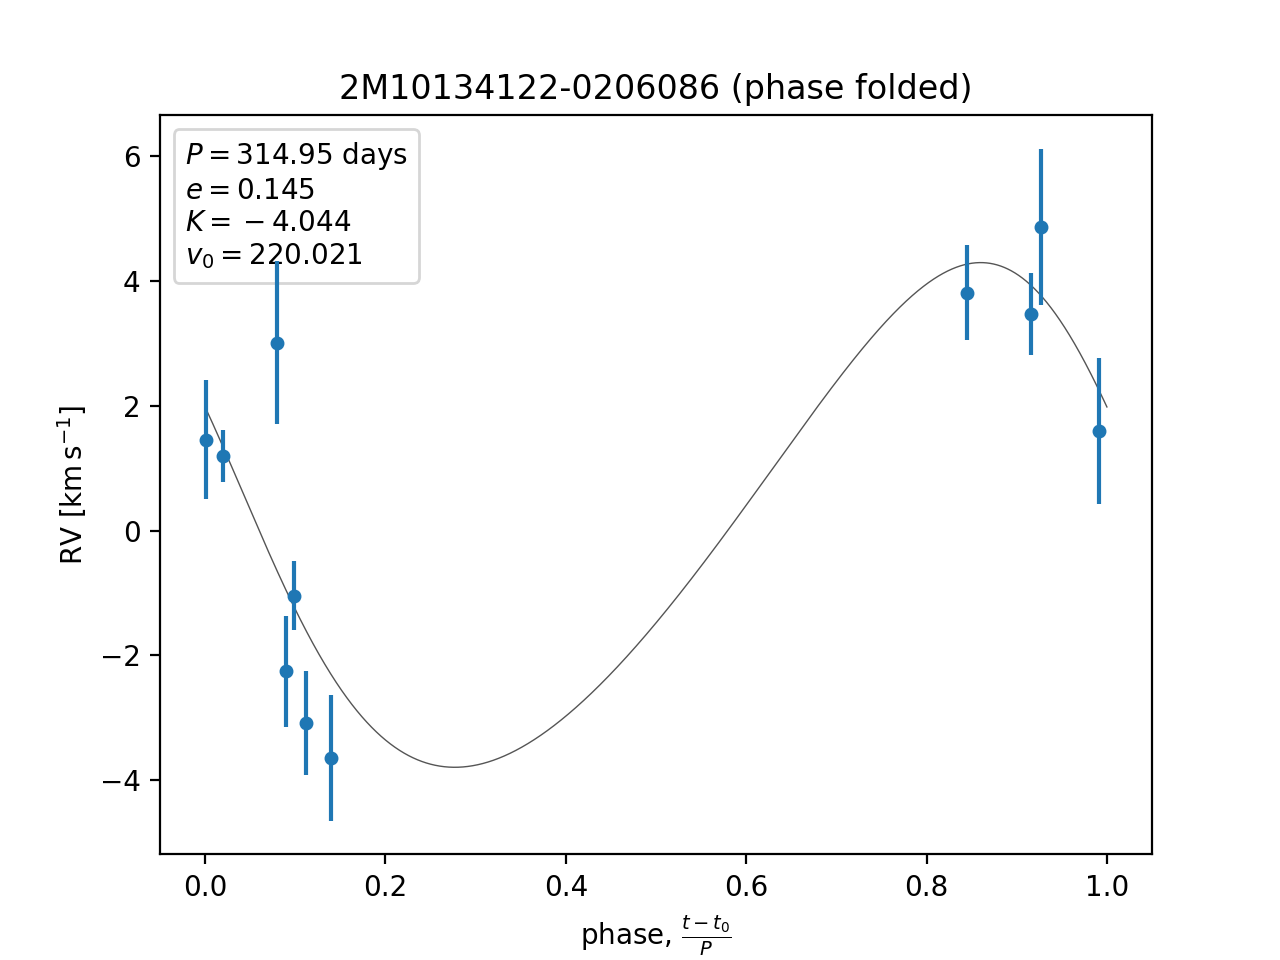 2M10134122-0206086 (phase folded)
P = 314.95 days
e = 0.145
K = −4.044
v₀ = 220.021
6
4
2
0
−2
−4
RV [km s⁻¹]
0.0 0.2 0.4 0.6 0.8 1.0
phase, (t − t₀)/P